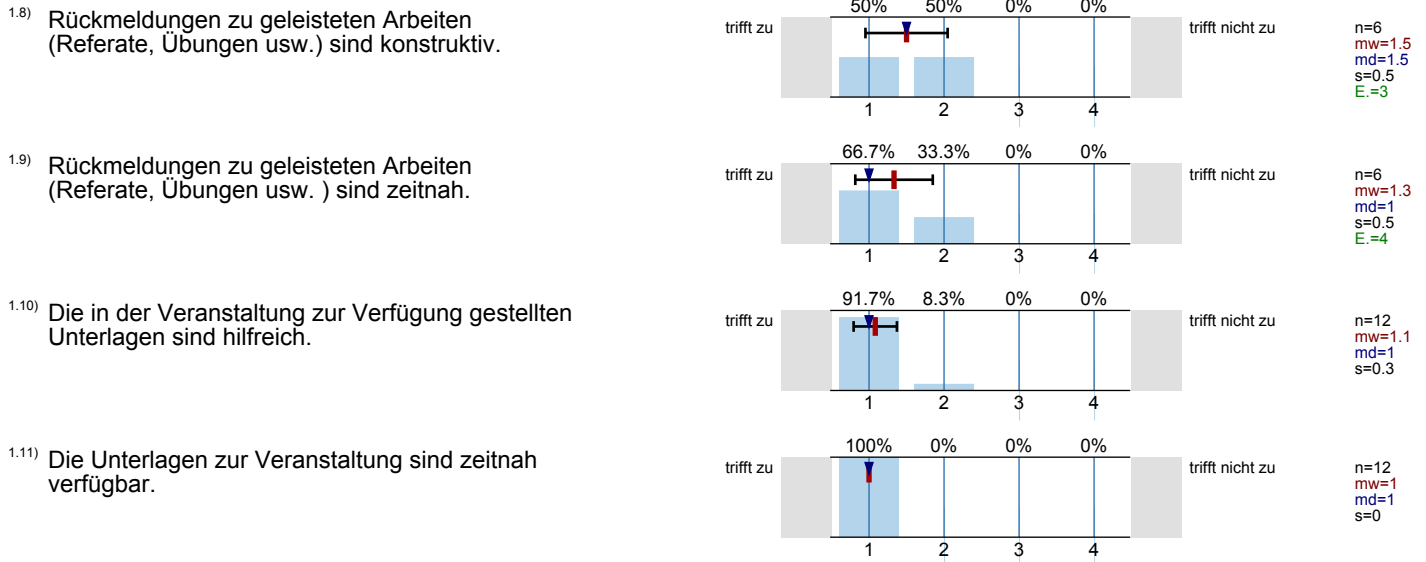 1.8) Rückmeldungen zu geleisteten Arbeiten
(Referate, Übungen usw.) sind konstruktiv.
50% 50% 0% 0%
trifft zu trifft nicht zu
1 2 3 4
n=6
mw=1.5
md=1.5
s=0.5
E.=3
1.9) Rückmeldungen zu geleisteten Arbeiten
(Referate, Übungen usw. ) sind zeitnah.
66.7% 33.3% 0% 0%
trifft zu trifft nicht zu
1 2 3 4
n=6
mw=1.3
md=1
s=0.5
E.=4
1.10) Die in der Veranstaltung zur Verfügung gestellten
Unterlagen sind hilfreich.
91.7% 8.3% 0% 0%
trifft zu trifft nicht zu
1 2 3 4
n=12
mw=1.1
md=1
s=0.3
1.11) Die Unterlagen zur Veranstaltung sind zeitnah
verfügbar.
100% 0% 0% 0%
trifft zu trifft nicht zu
1 2 3 4
n=12
mw=1
md=1
s=0